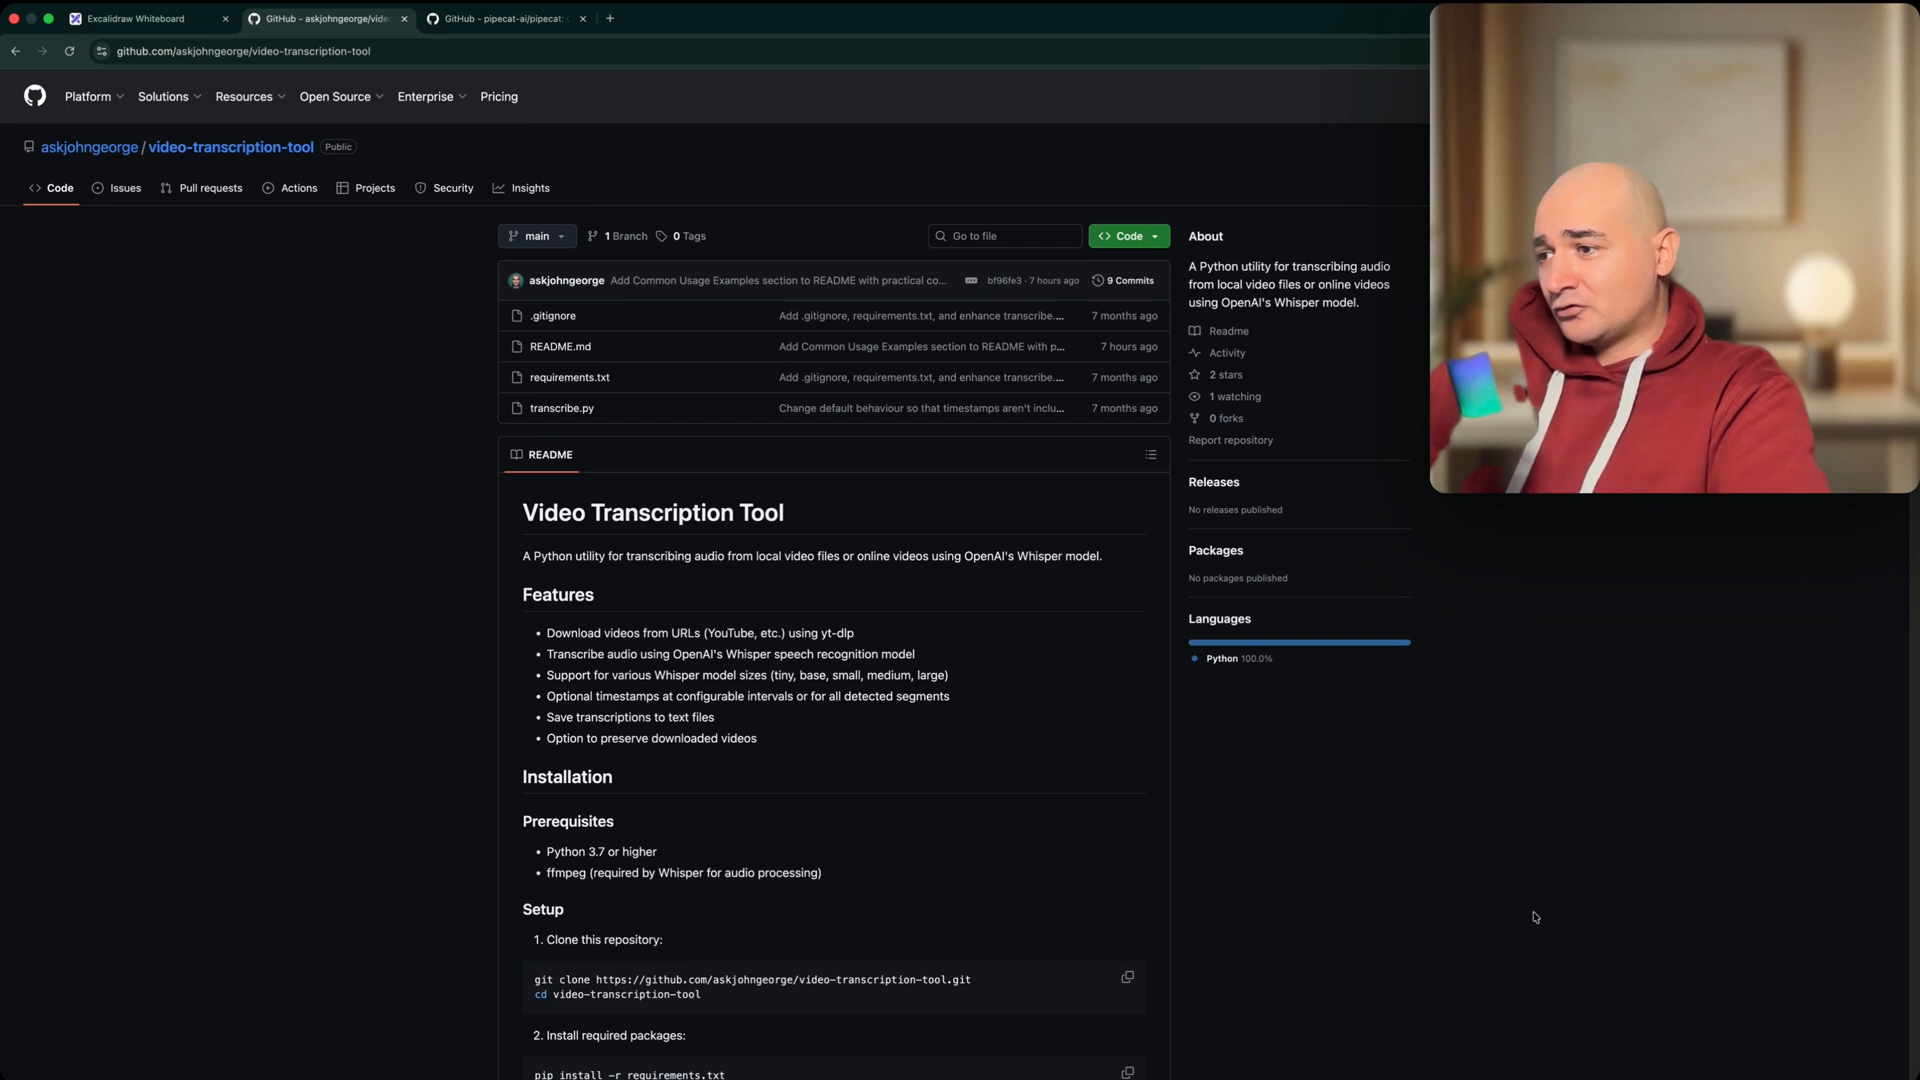 Excalidraw Whiteboard
GitHub - askjohngeorge/vide
GitHub - pipecat-ai/pipecat:
github.com/askjohngeorge/video-transcription-tool
Platform
Solutions
Resources
Open Source
Enterprise
Pricing
askjohngeorge / video-transcription-tool
Public
Code
Issues
Pull requests
Actions
Projects
Security
Insights
main
1 Branch
0 Tags
Go to file
Code
askjohngeorge Add Common Usage Examples section to README with practical co... bf96fe3 · 7 hours ago 9 Commits
.gitignore Add .gitignore, requirements.txt, and enhance transcribe.... 7 months ago
README.md Add Common Usage Examples section to README with p... 7 hours ago
requirements.txt Add .gitignore, requirements.txt, and enhance transcribe.... 7 months ago
transcribe.py Change default behaviour so that timestamps aren't inclu... 7 months ago
README
Video Transcription Tool
A Python utility for transcribing audio from local video files or online videos using OpenAI's Whisper model.
Features
• Download videos from URLs (YouTube, etc.) using yt-dlp
• Transcribe audio using OpenAI's Whisper speech recognition model
• Support for various Whisper model sizes (tiny, base, small, medium, large)
• Optional timestamps at configurable intervals or for all detected segments
• Save transcriptions to text files
• Option to preserve downloaded videos
Installation
Prerequisites
• Python 3.7 or higher
• ffmpeg (required by Whisper for audio processing)
Setup
1. Clone this repository:
git clone https://github.com/askjohngeorge/video-transcription-tool.git
cd video-transcription-tool
2. Install required packages:
pip install -r requirements.txt
About
A Python utility for transcribing audio
from local video files or online videos
using OpenAI's Whisper model.
Readme
Activity
2 stars
1 watching
0 forks
Report repository
Releases
No releases published
Packages
No packages published
Languages
Python 100.0%